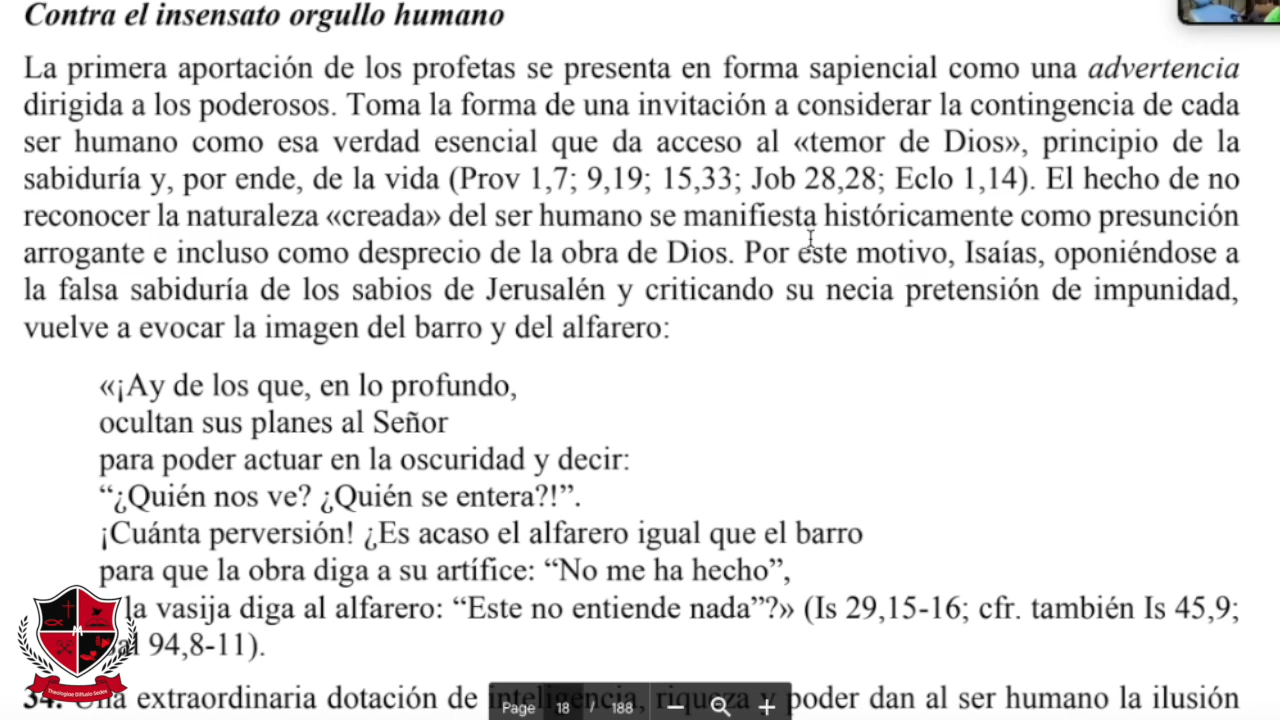 Contra el insensato orgullo humano
La primera aportación de los profetas se presenta en forma sapiencial como una advertencia
dirigida a los poderosos. Toma la forma de una invitación a considerar la contingencia de cada
ser humano como esa verdad esencial que da acceso al «temor de Dios», principio de la
sabiduría y, por ende, de la vida (Prov 1,7; 9,19; 15,33; Job 28,28; Eclo 1,14). El hecho de no
reconocer la naturaleza «creada» del ser humano se manifiesta históricamente como presunción
arrogante e incluso como desprecio de la obra de Dios. Por este motivo, Isaías, oponiéndose a
la falsa sabiduría de los sabios de Jerusalén y criticando su necia pretensión de impunidad,
vuelve a evocar la imagen del barro y del alfarero:
«¡Ay de los que, en lo profundo,
ocultan sus planes al Señor
para poder actuar en la oscuridad y decir:
“¿Quién nos ve? ¿Quién se entera?!”.
¡Cuánta perversión! ¿Es acaso el alfarero igual que el barro
para que la obra diga a su artífice: “No me ha hecho”,
la vasija diga al alfarero: “Este no entiende nada”?» (Is 29,15-16; cfr. también Is 45,9;
94,8-11).
34. Una extraordinaria dotación de inteligencia, riqueza y poder dan al ser humano la ilusión
Theologiae Diffusio Sedes
Page 18 / 188